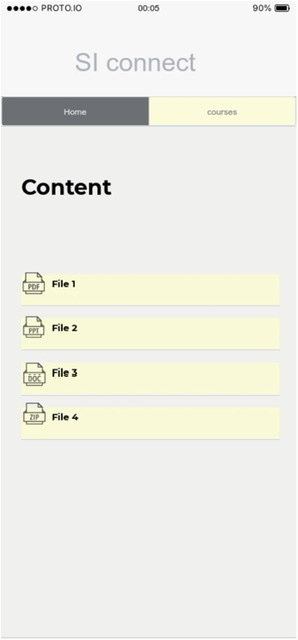 PROTO.IO 00:05 90%
SI connect
Home courses
Content
PDF File 1
PPT File 2
DOC File 3
ZIP File 4